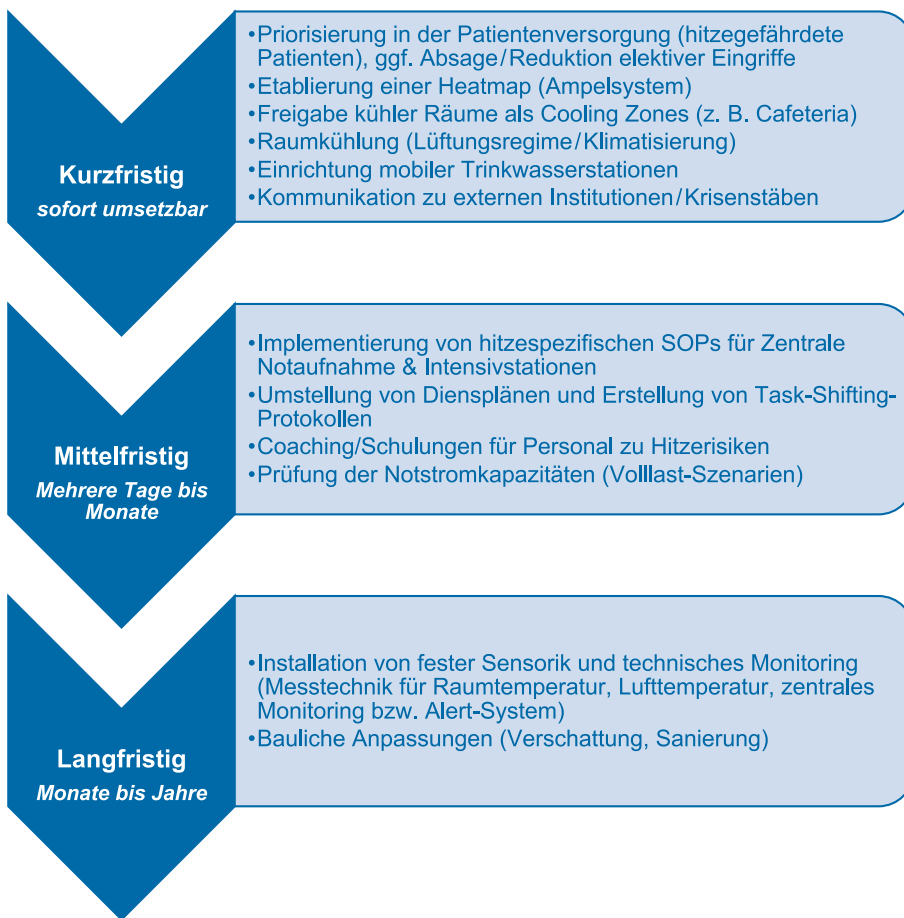 Kurzfristig
sofort umsetzbar
•Priorisierung in der Patientenversorgung (hitzegefährdete
Patienten), ggf. Absage/Reduktion elektiver Eingriffe
•Etablierung einer Heatmap (Ampelsystem)
•Freigabe kühler Räume als Cooling Zones (z. B. Cafeteria)
•Raumkühlung (Lüftungsregime/Klimatisierung)
•Einrichtung mobiler Trinkwasserstationen
•Kommunikation zu externen Institutionen/Krisenstäben
Mittelfristig
Mehrere Tage bis
Monate
•Implementierung von hitzespezifischen SOPs für Zentrale
Notaufnahme & Intensivstationen
•Umstellung von Diensplänen und Erstellung von Task-Shifting-
Protokollen
•Coaching/Schulungen für Personal zu Hitzerisiken
•Prüfung der Notstromkapazitäten (Volllast-Szenarien)
Langfristig
Monate bis Jahre
•Installation von fester Sensorik und technisches Monitoring
(Messtechnik für Raumtemperatur, Lufttemperatur, zentrales
Monitoring bzw. Alert-System)
•Bauliche Anpassungen (Verschattung, Sanierung)